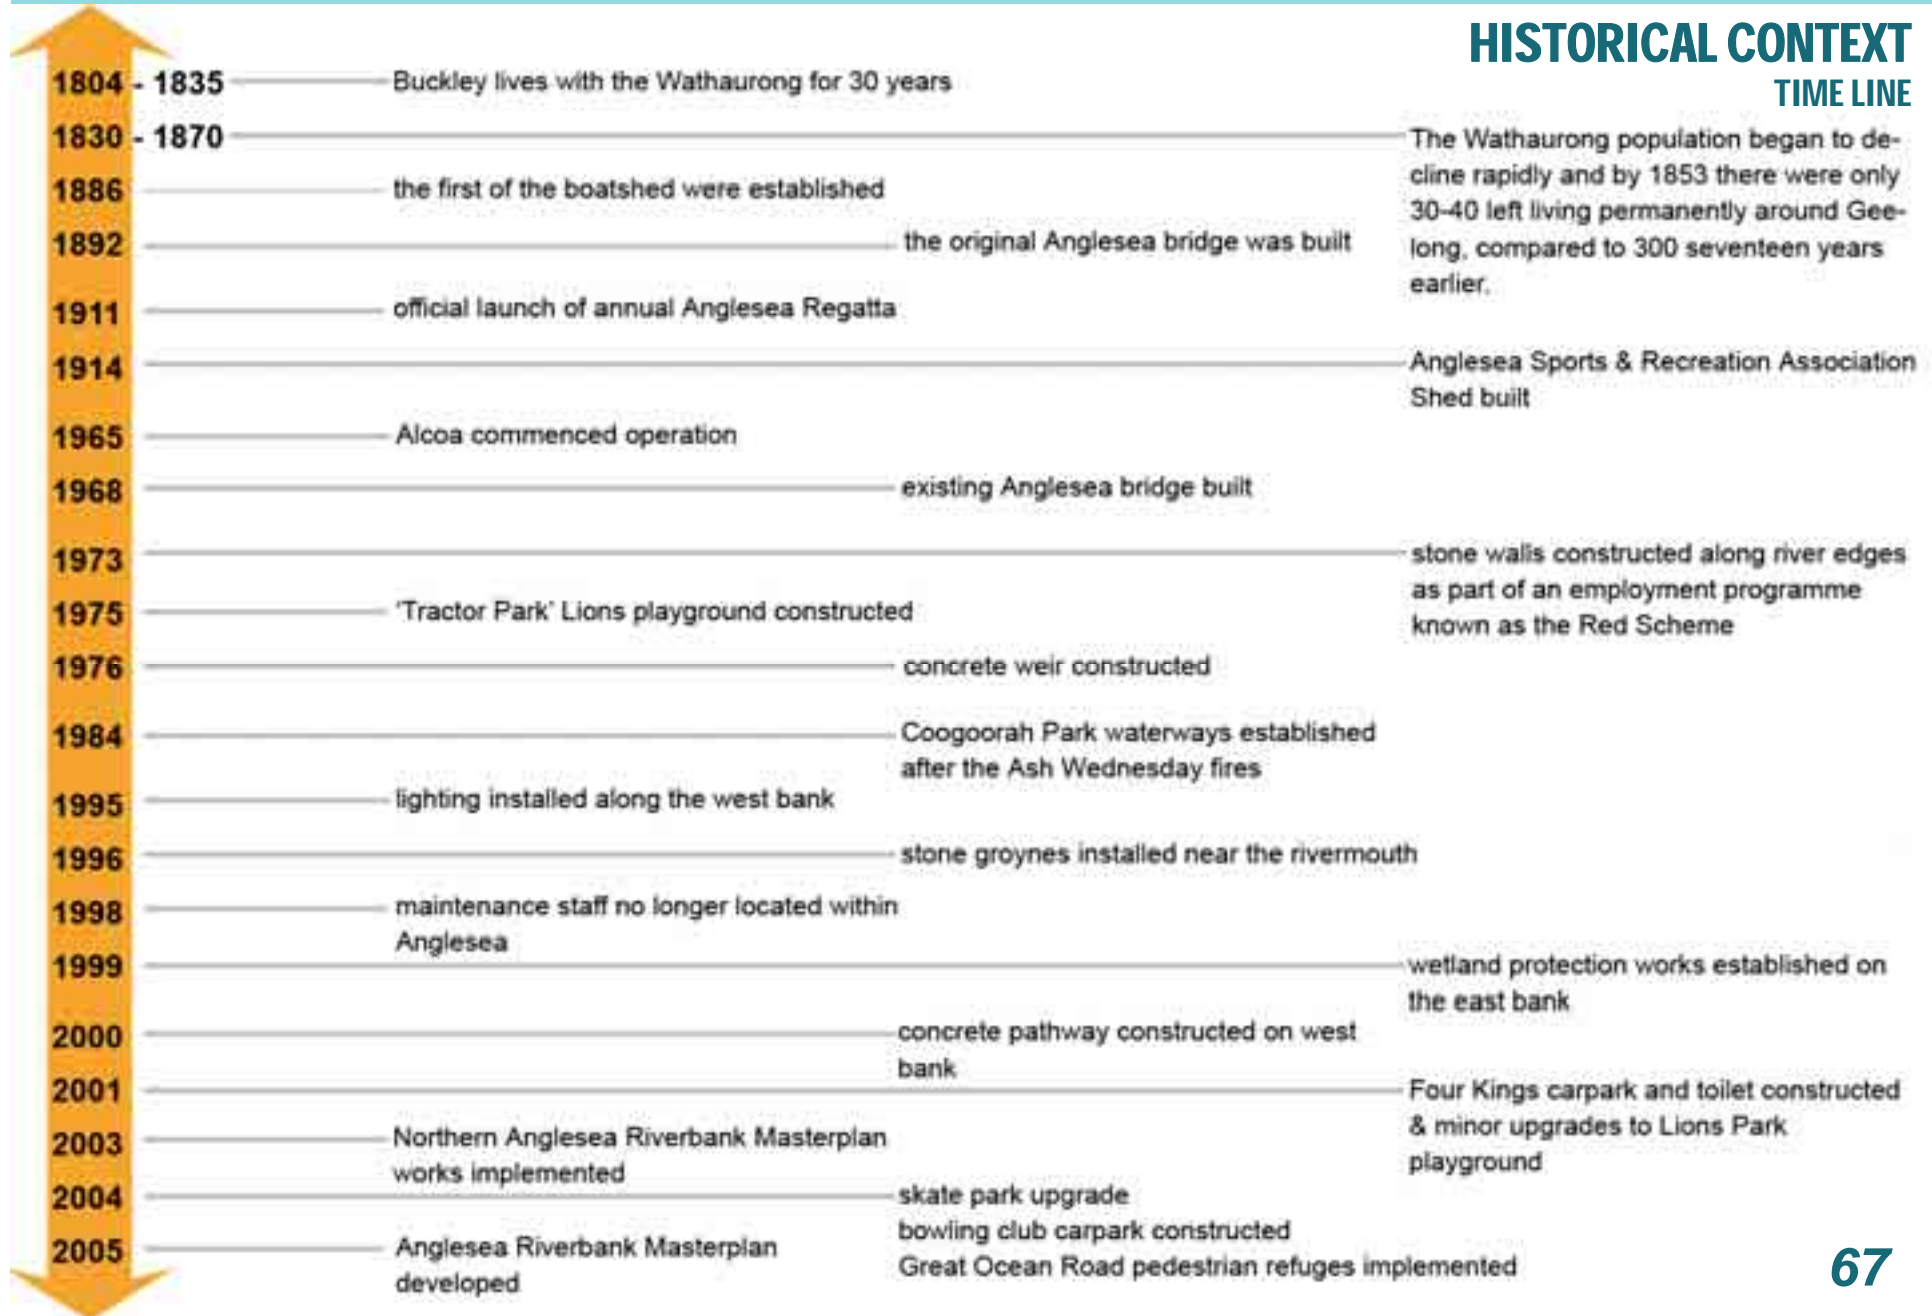 HISTORICAL CONTEXT
TIME LINE
1804 - 1835
Buckley lives with the Wathaurong for 30 years
1830 - 1870
The Wathaurong population began to de-
cline rapidly and by 1853 there were only
30-40 left living permanently around Gee-
long, compared to 300 seventeen years
earlier.
1886
the first of the boatshed were established
1892
the original Anglesea bridge was built
1911
official launch of annual Anglesea Regatta
1914
Anglesea Sports & Recreation Association
Shed built
1965
Alcoa commenced operation
1968
existing Anglesea bridge built
1973
stone walls constructed along river edges
as part of an employment programme
known as the Red Scheme
1975
'Tractor Park' Lions playground constructed
1976
concrete weir constructed
1984
Coogoorah Park waterways established
after the Ash Wednesday fires
1995
lighting installed along the west bank
1996
stone groynes installed near the rivermouth
1998
maintenance staff no longer located within
Anglesea
1999
wetland protection works established on
the east bank
2000
concrete pathway constructed on west
bank
2001
Four Kings carpark and toilet constructed
& minor upgrades to Lions Park
playground
2003
Northern Anglesea Riverbank Masterplan
works implemented
2004
skate park upgrade
bowling club carpark constructed
Great Ocean Road pedestrian refuges implemented
2005
Anglesea Riverbank Masterplan
developed
67